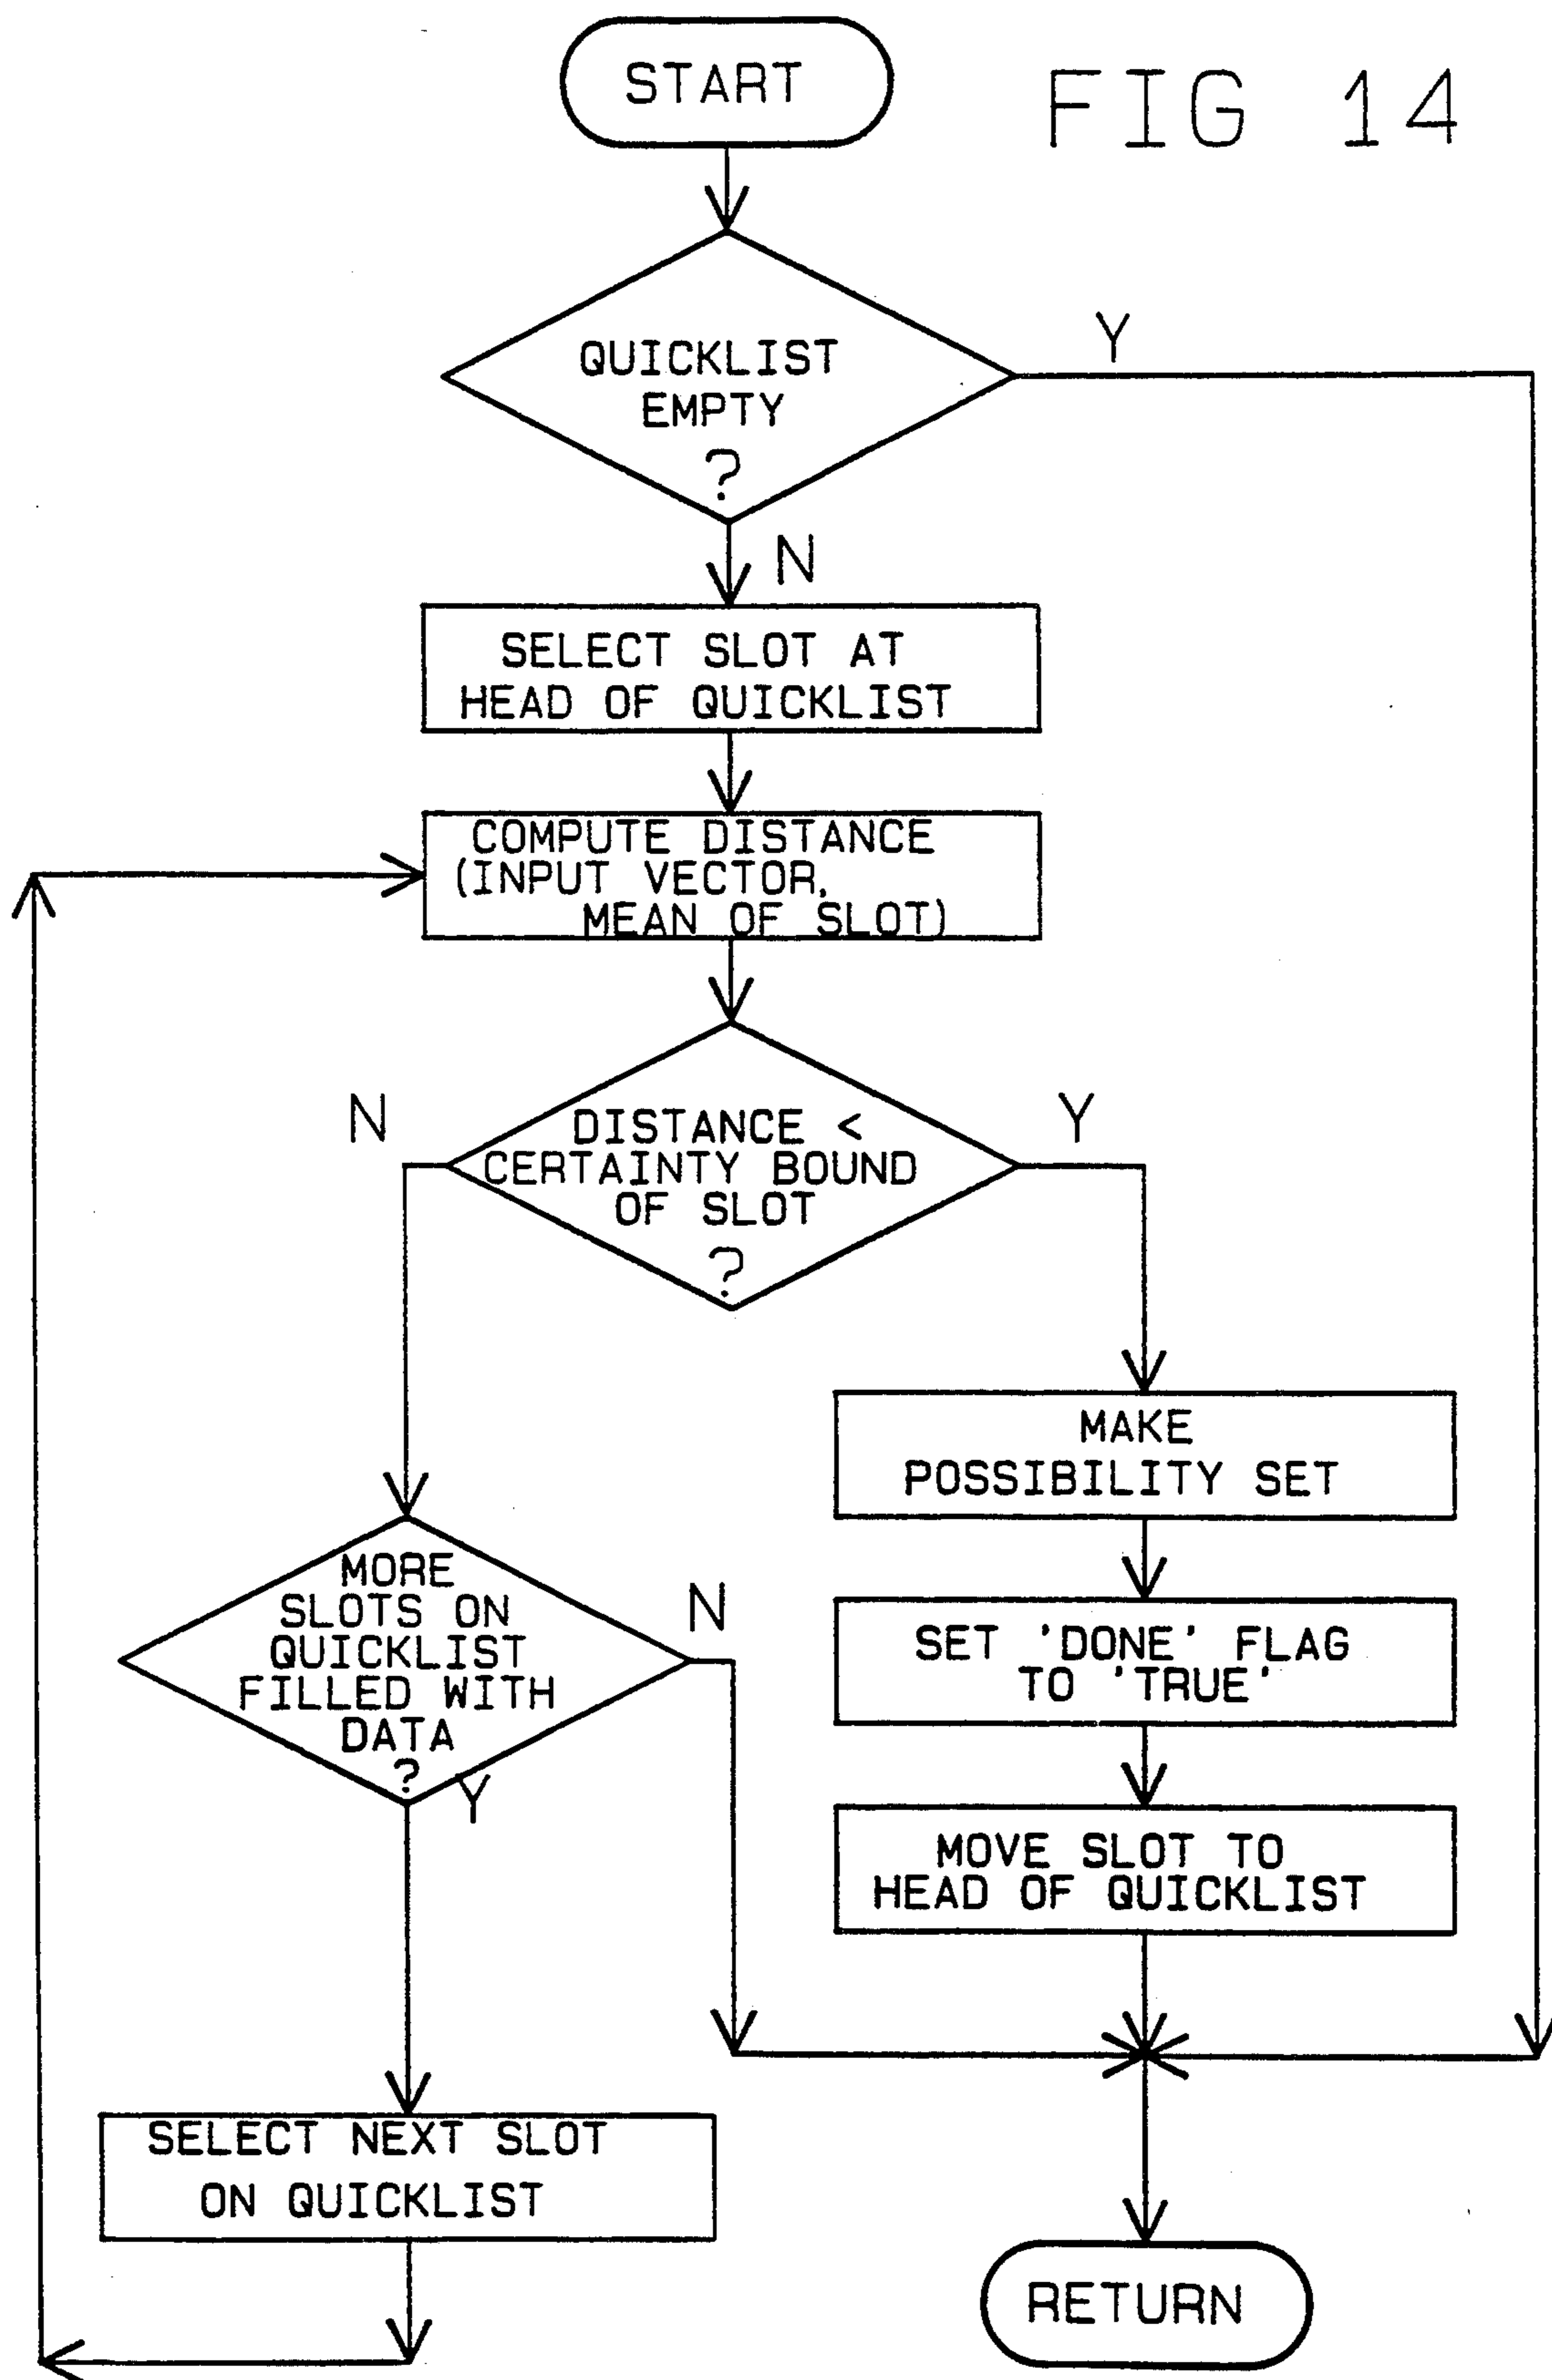 START
FIG 14
QUICKLIST
EMPTY
?
Y
N
SELECT SLOT AT
HEAD OF QUICKLIST
COMPUTE DISTANCE
(INPUT VECTOR,
MEAN OF SLOT)
N
Y
DISTANCE <
CERTAINTY BOUND
OF SLOT
?
MAKE
POSSIBILITY SET
MORE
SLOTS ON
QUICKLIST
FILLED WITH
DATA
?
N
Y
SET 'DONE' FLAG
TO 'TRUE'
MOVE SLOT TO
HEAD OF QUICKLIST
SELECT NEXT SLOT
ON QUICKLIST
RETURN